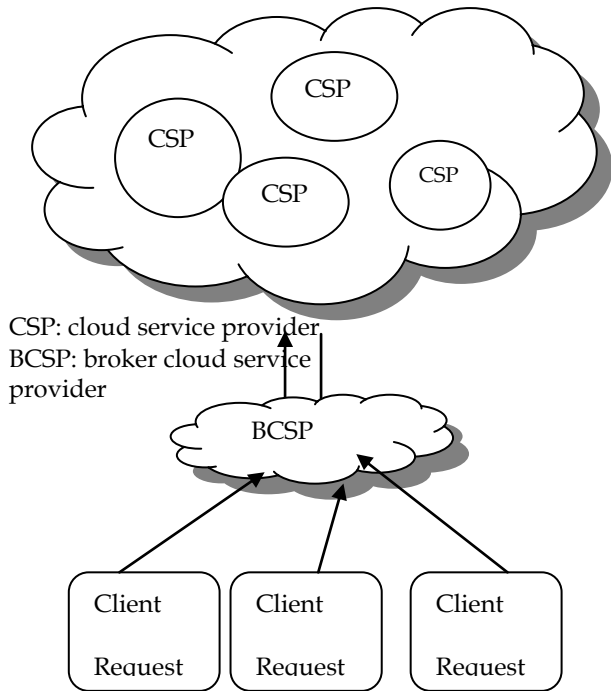 CSP
CSP
CSP
CSP
CSP: cloud service provider
BCSP: broker cloud service
provider
BCSP
Client
Request
Client
Request
Client
Request